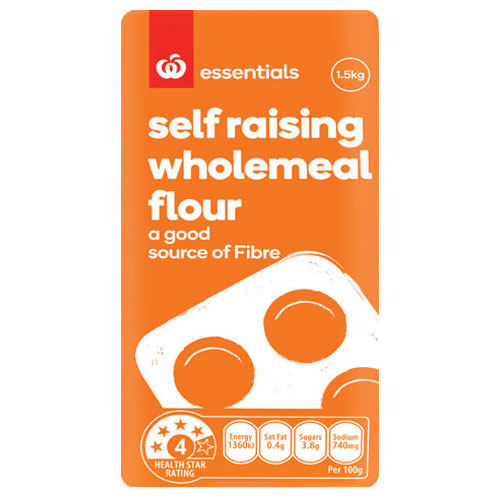 essentials
1.5kg
self raising
wholemeal
flour
a good
source of Fibre
4
HEALTH STAR
RATING
Energy
1360kJ
Sat Fat
0.4g
Sugars
3.8g
Sodium
740mg
Per 100g